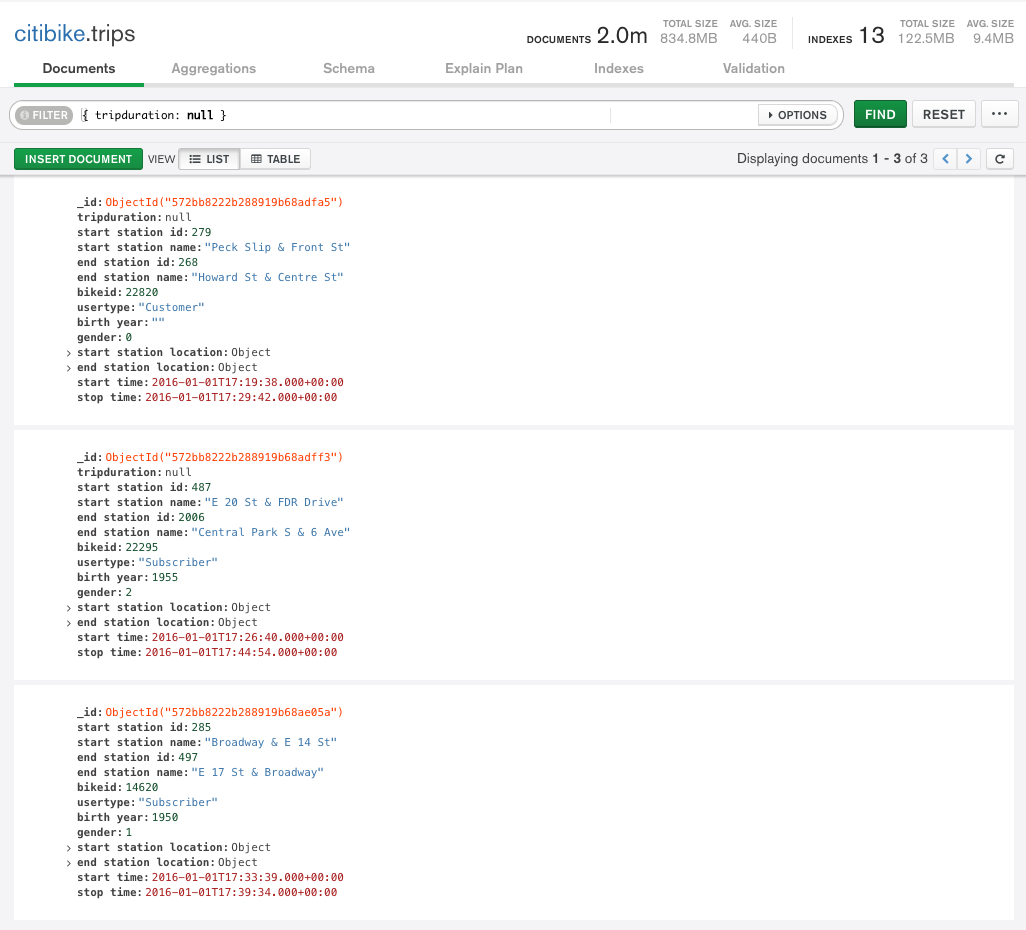 citibike.trips
DOCUMENTS 2.0m TOTAL SIZE 834.8MB AVG. SIZE 440B INDEXES 13 TOTAL SIZE 122.5MB AVG. SIZE 9.4MB
Documents Aggregations Schema Explain Plan Indexes Validation
FILTER { tripduration: null } OPTIONS FIND RESET ...
INSERT DOCUMENT VIEW LIST TABLE Displaying documents 1 - 3 of 3
_id: ObjectId("572bb8222b288919b68adfa5")
tripduration: null
start station id: 279
start station name: "Peck Slip & Front St"
end station id: 268
end station name: "Howard St & Centre St"
bikeid: 22820
usertype: "Customer"
birth year: ""
gender: 0
start station location: Object
end station location: Object
start time: 2016-01-01T17:19:38.000+00:00
stop time: 2016-01-01T17:29:42.000+00:00
_id: ObjectId("572bb8222b288919b68adff3")
tripduration: null
start station id: 487
start station name: "E 20 St & FDR Drive"
end station id: 2006
end station name: "Central Park S & 6 Ave"
bikeid: 22295
usertype: "Subscriber"
birth year: 1955
gender: 2
start station location: Object
end station location: Object
start time: 2016-01-01T17:26:40.000+00:00
stop time: 2016-01-01T17:44:54.000+00:00
_id: ObjectId("572bb8222b288919b68ae05a")
start station id: 285
start station name: "Broadway & E 14 St"
end station id: 497
end station name: "E 17 St & Broadway"
bikeid: 14620
usertype: "Subscriber"
birth year: 1950
gender: 1
start station location: Object
end station location: Object
start time: 2016-01-01T17:33:39.000+00:00
stop time: 2016-01-01T17:39:34.000+00:00